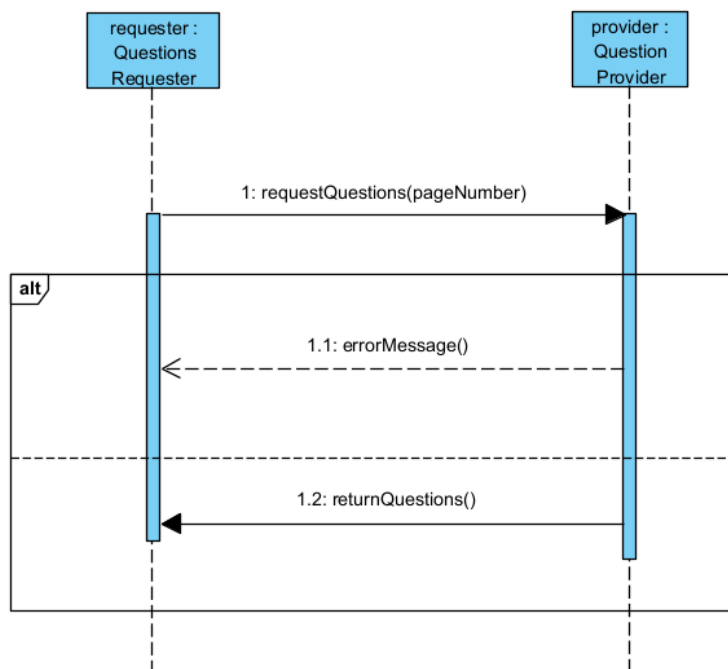 requester :
Questions
Requester
provider :
Question
Provider
1: requestQuestions(pageNumber)
alt
1.1: errorMessage()
1.2: returnQuestions()